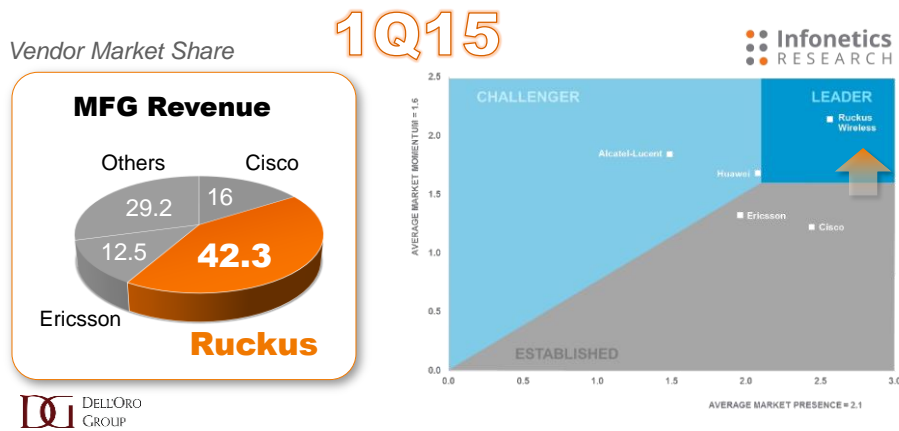 1Q15
Vendor Market Share
MFG Revenue
Others
Cisco
16
29.2
42.3
12.5
Ericsson
Ruckus
DG DELL'ORO
GROUP
Infonetics
RESEARCH
CHALLENGER
LEADER
Ruckus
Wireless
Alcatel-Lucent
Huawei
Ericsson
Cisco
ESTABLISHED
AVERAGE MARKET MOMENTUM = 1.6
2.5
2.0
1.5
1.0
0.5
0.0
0.0 0.5 1.0 1.5 2.0 2.5 3.0
AVERAGE MARKET PRESENCE = 2.1